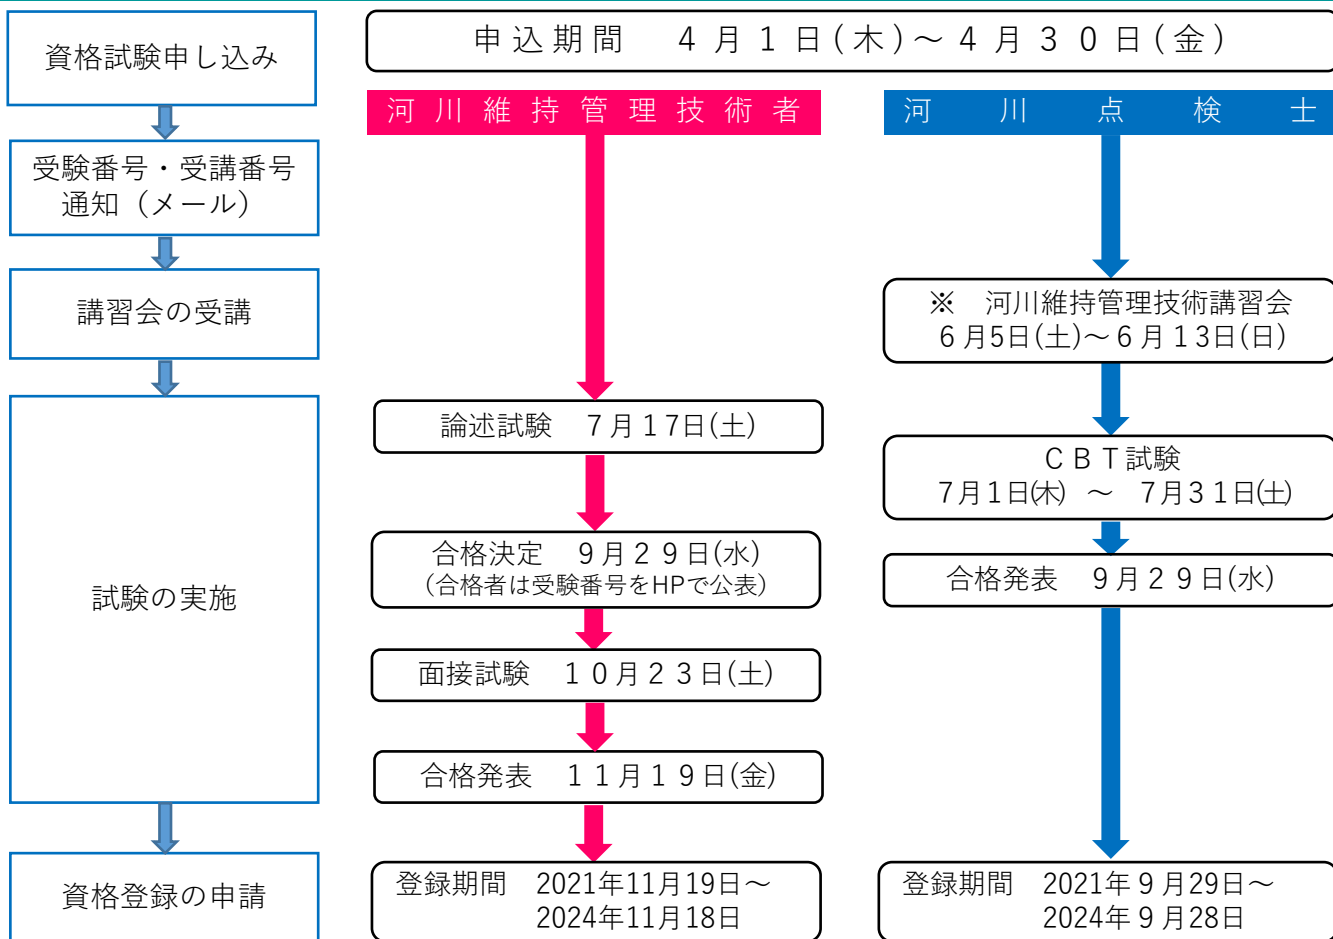 資格試験申し込み
申込期間　４月１日(木)～４月３０日(金)
河川維持管理技術者
河川点検士
受験番号・受講番号
通知（メール）
講習会の受講
※　河川維持管理技術講習会
６月5日(土)～６月１３日(日)
試験の実施
論述試験　７月１７日(土)
ＣＢＴ試験
７月１日(木)　～　７月３１日(土)
合格決定　９月２９日(水)
(合格者は受験番号をHPで公表)
合格発表　９月２９日(水)
面接試験　１０月２３日(土)
合格発表　１１月１９日(金)
資格登録の申請
登録期間　2021年11月19日～
2024年11月18日
登録期間　2021年９月29日～
2024年９月28日